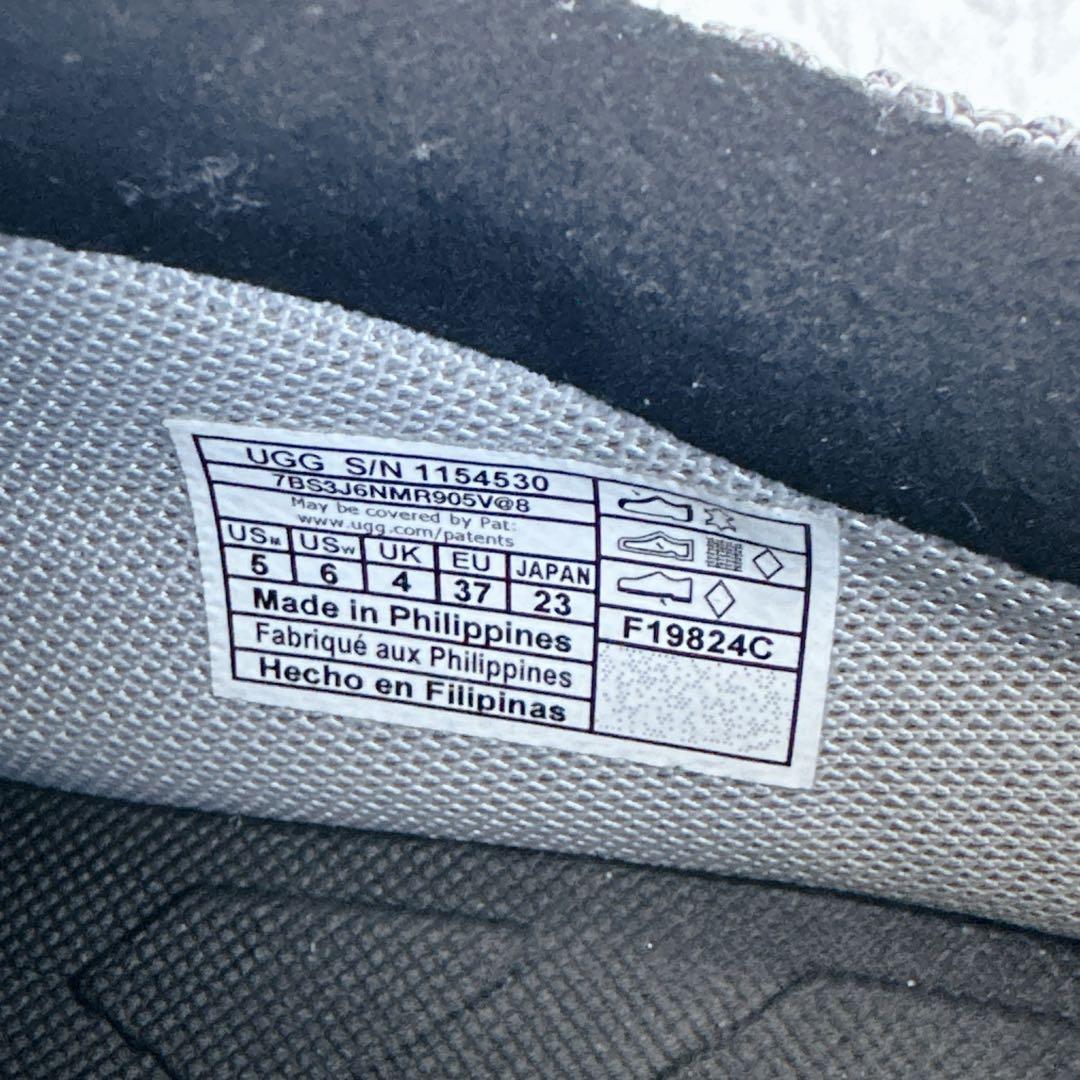 UGG S/N 1154530
7BS3J6NMR905V@8
May be covered by Pat:
www.ugg.com/patents
USM USW UK EU JAPAN
5 6 4 37 23
Made in Philippines
Fabriqué aux Philippines
Hecho en Filipinas
F19824C